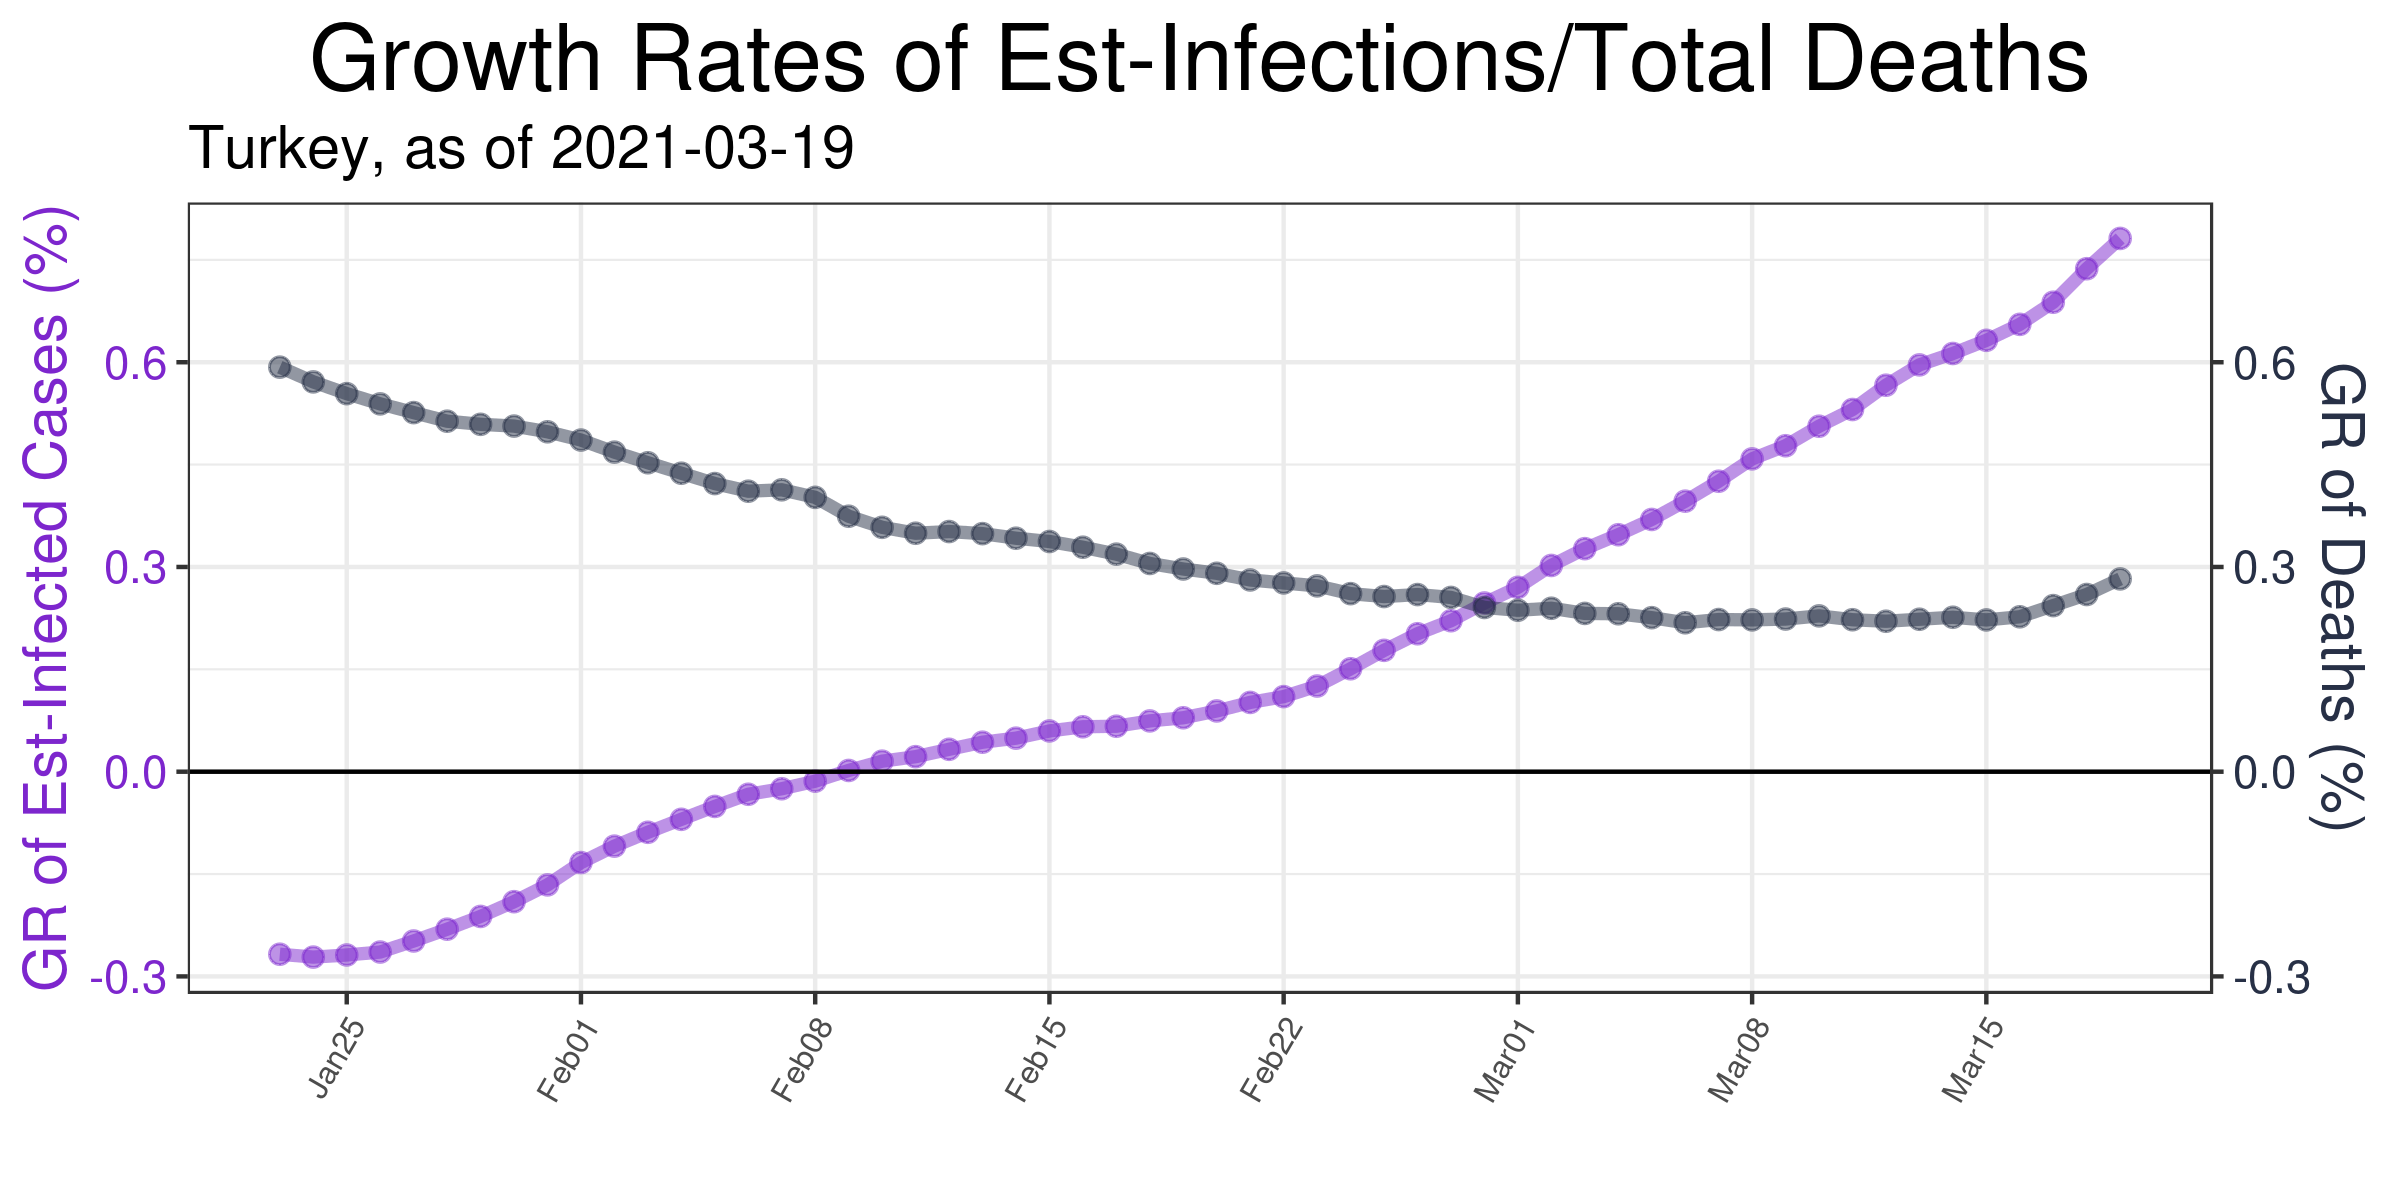 Growth Rates of Est-Infections/Total Deaths
Turkey, as of 2021-03-19
GR of Est-Infected Cases (%)
0.6
0.3
0.0
-0.3
0.6
0.3
0.0
-0.3
GR of Deaths (%)
Jan25
Feb01
Feb08
Feb15
Feb22
Mar01
Mar08
Mar15